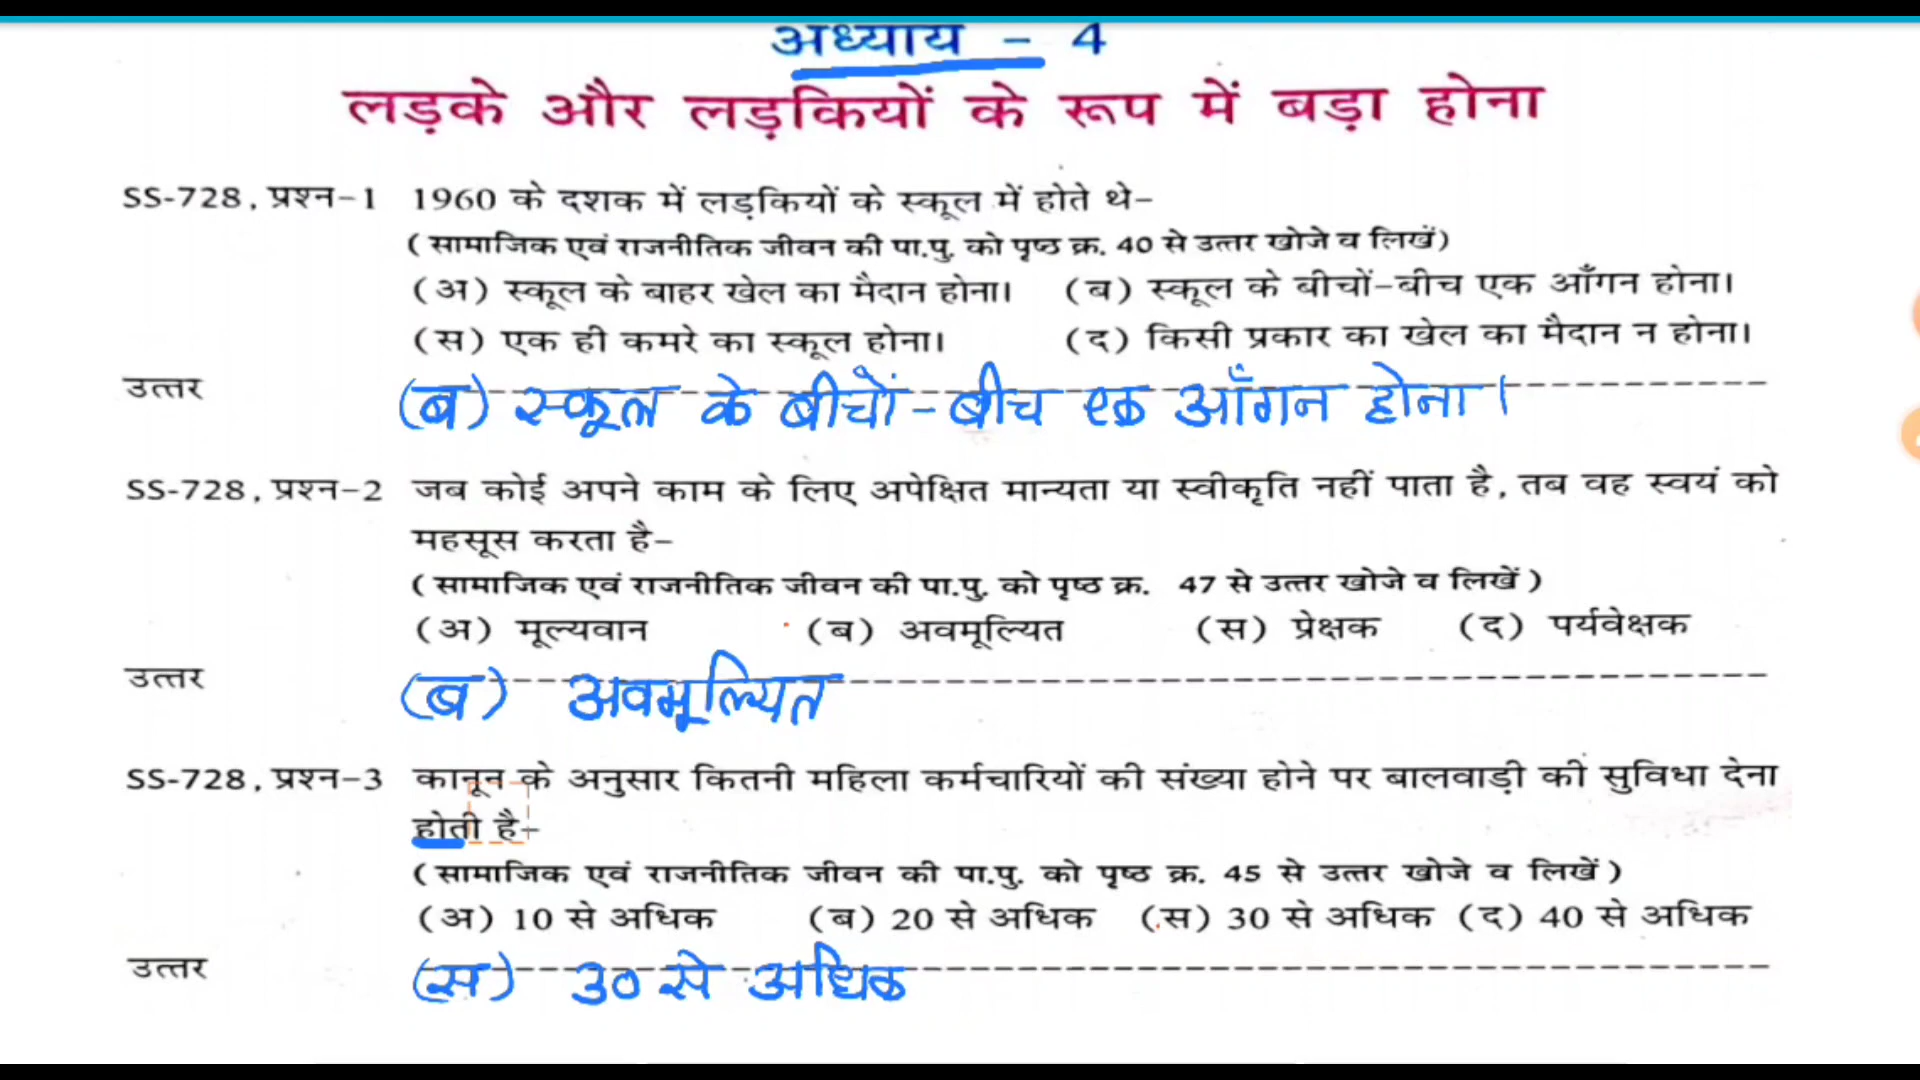 अध्याय - 4
लड़के और लड़कियों के रूप में बड़ा होना
SS-728, प्रश्न-1 1960 के दशक में लड़कियों के स्कूल में होते थे-
( सामाजिक एवं राजनीतिक जीवन की पा.पु. को पृष्ठ क्र. 40 से उत्तर खोजे व लिखें)
(अ) स्कूल के बाहर खेल का मैदान होना। (ब) स्कूल के बीचों-बीच एक आँगन होना।
(स) एक ही कमरे का स्कूल होना। (द) किसी प्रकार का खेल का मैदान न होना।
उत्तर (ब) स्कूल के बीचों-बीच एक आँगन होना।
SS-728, प्रश्न-2 जब कोई अपने काम के लिए अपेक्षित मान्यता या स्वीकृति नहीं पाता है, तब वह स्वयं को
महसूस करता है-
( सामाजिक एवं राजनीतिक जीवन की पा.पु. को पृष्ठ क्र. 47 से उत्तर खोजे व लिखें )
(अ) मूल्यवान (ब) अवमूल्यित (स) प्रेक्षक (द) पर्यवेक्षक
उत्तर (ब) अवमूल्यित
SS-728, प्रश्न-3 कानून के अनुसार कितनी महिला कर्मचारियों की संख्या होने पर बालवाड़ी की सुविधा देना
होती है-
( सामाजिक एवं राजनीतिक जीवन की पा.पु. को पृष्ठ क्र. 45 से उत्तर खोजे व लिखें )
(अ) 10 से अधिक (ब) 20 से अधिक (स) 30 से अधिक (द) 40 से अधिक
उत्तर (स) 30 से अधिक